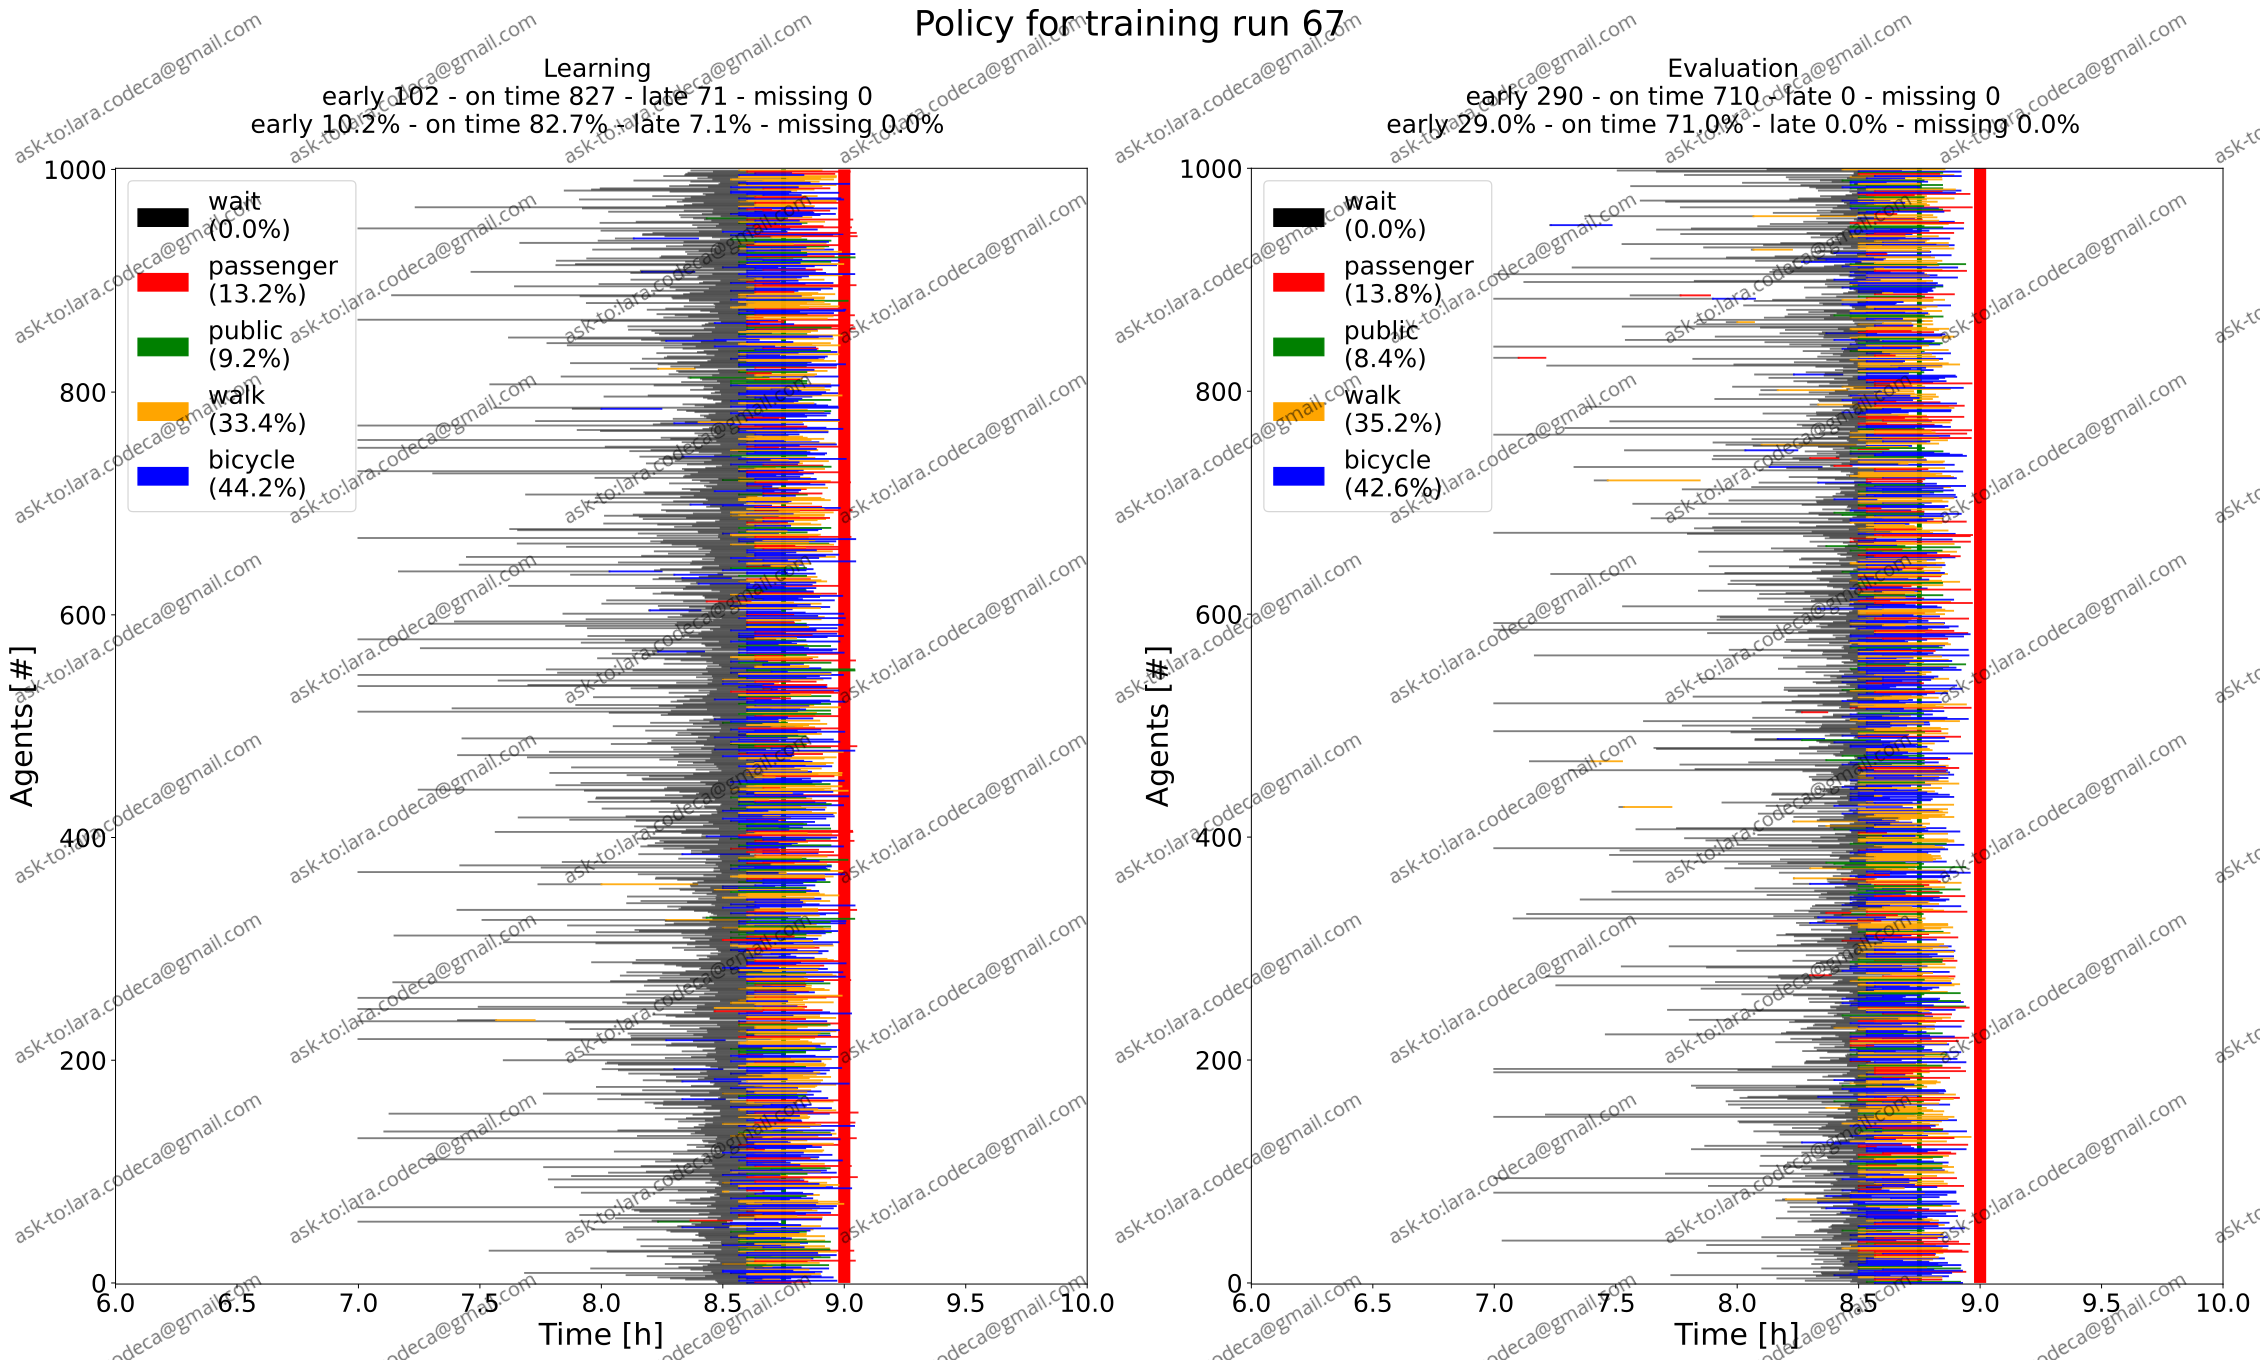 Policy for training run 67
Learning
early 102 - on time 827 - late 71 - missing 0
early 10.2% - on time 82.7% - late 7.1% - missing 0.0%
1000
800
600
400
200
0
Agents [#]
wait
(0.0%)
passenger
(13.2%)
public
(9.2%)
walk
(33.4%)
bicycle
(44.2%)
6.0 6.5 7.0 7.5 8.0 8.5 9.0 9.5 10.0
Time [h]
Evaluation
early 290 - on time 710 - late 0 - missing 0
early 29.0% - on time 71.0% - late 0.0% - missing 0.0%
1000
800
600
400
200
0
Agents [#]
wait
(0.0%)
passenger
(13.8%)
public
(8.4%)
walk
(35.2%)
bicycle
(42.6%)
6.0 6.5 7.0 7.5 8.0 8.5 9.0 9.5 10.0
Time [h]
ask-to:lara.codeca@gmail.com